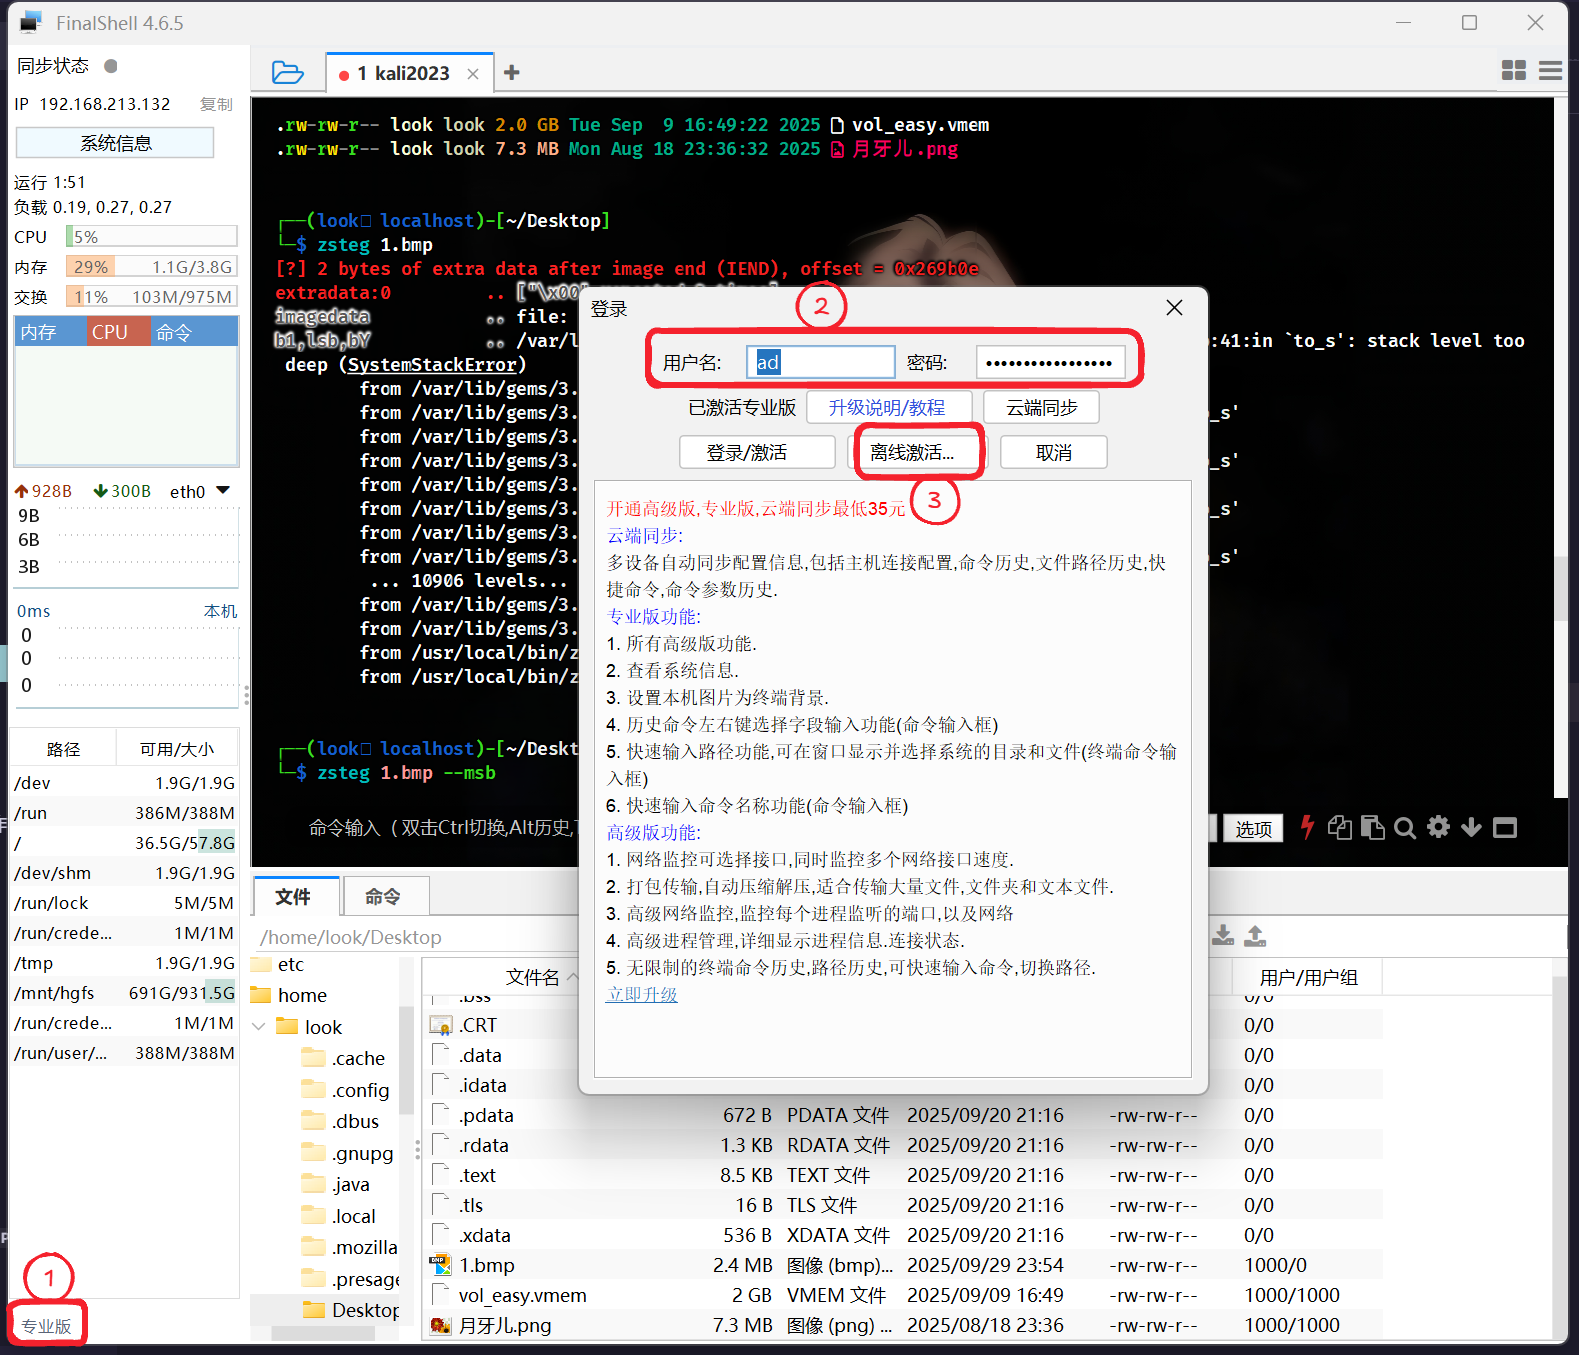 FinalShell 4.6.5
同步状态
IP 192.168.213.132 复制
系统信息
运行 1:51
负载 0.19, 0.27, 0.27
CPU 5%
内存 29% 1.1G/3.8G
交换 11% 103M/975M
内存 CPU 命令
928B 300B eth0
9B
6B
3B
0ms 本机
0
0
0
路径 可用/大小
/dev 1.9G/1.9G
/run 386M/388M
/ 36.5G/57.8G
/dev/shm 1.9G/1.9G
/run/lock 5M/5M
/run/crede... 1M/1M
/tmp 1.9G/1.9G
/mnt/hgfs 691G/931.5G
/run/crede... 1M/1M
/run/user/... 388M/388M
1
专业版
1 kali2023
.rw-rw-r-- look look 2.0 GB Tue Sep 9 16:49:22 2025 vol_easy.vmem
.rw-rw-r-- look look 7.3 MB Mon Aug 18 23:36:32 2025 月牙儿.png
(look localhost)-[~/Desktop]
$ zsteg 1.bmp
[?] 2 bytes of extra data after image end (IEND), offset = 0x269b0e
extradata:0 .. ["\x00"
imagedata .. file:
b1,lsb,bY .. /var/l :41:in `to_s': stack level too
deep (SystemStackError)
from /var/lib/gems/3.
from /var/lib/gems/3. _s'
from /var/lib/gems/3.
from /var/lib/gems/3. _s'
from /var/lib/gems/3.
from /var/lib/gems/3. _s'
from /var/lib/gems/3.
from /var/lib/gems/3. _s'
... 10906 levels...
from /var/lib/gems/3.
from /var/lib/gems/3.
from /usr/local/bin/z
from /usr/local/bin/z
(look localhost)-[~/Deskt
$ zsteg 1.bmp --msb
命令输入 (双击Ctrl切换,Alt历史,T
选项
登录
2
用户名: ad 密码: •••••••••••••••••
已激活专业版 升级说明/教程 云端同步
登录/激活 离线激活... 取消
3
开通高级版,专业版,云端同步最低35元
云端同步:
多设备自动同步配置信息,包括主机连接配置,命令历史,文件路径历史,快
捷命令,命令参数历史.
专业版功能:
1. 所有高级版功能.
2. 查看系统信息.
3. 设置本机图片为终端背景.
4. 历史命令左右键选择字段输入功能(命令输入框)
5. 快速输入路径功能,可在窗口显示并选择系统的目录和文件(终端命令输
入框)
6. 快速输入命令名称功能(命令输入框)
高级版功能:
1. 网络监控可选择接口,同时监控多个网络接口速度.
2. 打包传输,自动压缩解压,适合传输大量文件,文件夹和文本文件.
3. 高级网络监控,监控每个进程监听的端口,以及网络
4. 高级进程管理,详细显示进程信息.连接状态.
5. 无限制的终端命令历史,路径历史,可快速输入命令,切换路径.
立即升级
文件 命令
/home/look/Desktop
etc
home
look
.cache
.config
.dbus
.gnupg
.java
.local
.mozilla
.presage
Desktop
文件名 用户/用户组
.bss 0/0
.CRT 0/0
.data 0/0
.idata 0/0
.pdata 672 B PDATA 文件 2025/09/20 21:16 -rw-rw-r-- 0/0
.rdata 1.3 KB RDATA 文件 2025/09/20 21:16 -rw-rw-r-- 0/0
.text 8.5 KB TEXT 文件 2025/09/20 21:16 -rw-rw-r-- 0/0
.tls 16 B TLS 文件 2025/09/20 21:16 -rw-rw-r-- 0/0
.xdata 536 B XDATA 文件 2025/09/20 21:16 -rw-rw-r-- 0/0
1.bmp 2.4 MB 图像 (bmp)... 2025/09/29 23:54 -rw-rw-r-- 1000/0
vol_easy.vmem 2 GB VMEM 文件 2025/09/09 16:49 -rw-rw-r-- 1000/1000
月牙儿.png 7.3 MB 图像 (png) ... 2025/08/18 23:36 -rw-rw-r-- 1000/1000